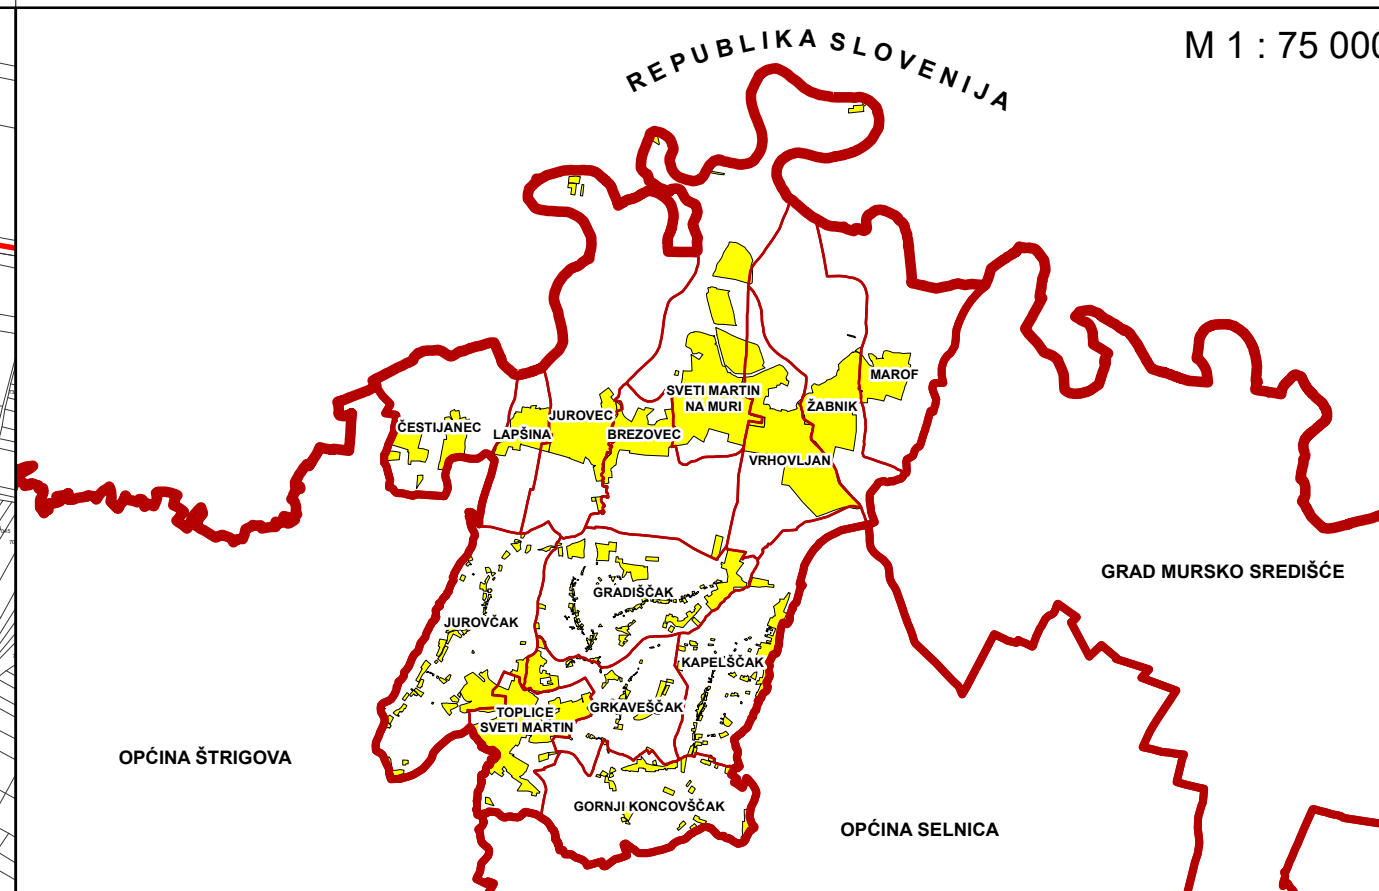 REPUBLIKA SLOVENIJA
M 1 : 75 000
MAROF
SVETI MARTIN
NA MURI
ŽABNIK
JUROVEC
ČESTIJANEC
LAPŠINA
BREZOVEC
VRHOVLJAN
GRAD MURSKO SREDIŠĆE
GRADIŠČAK
JUROVČAK
KAPELŠČAK
GRKAVEŠČAK
TOPLICE
SVETI MARTIN
OPĆINA ŠTRIGOVA
GORNJI KONCOVŠČAK
OPĆINA SELNICA